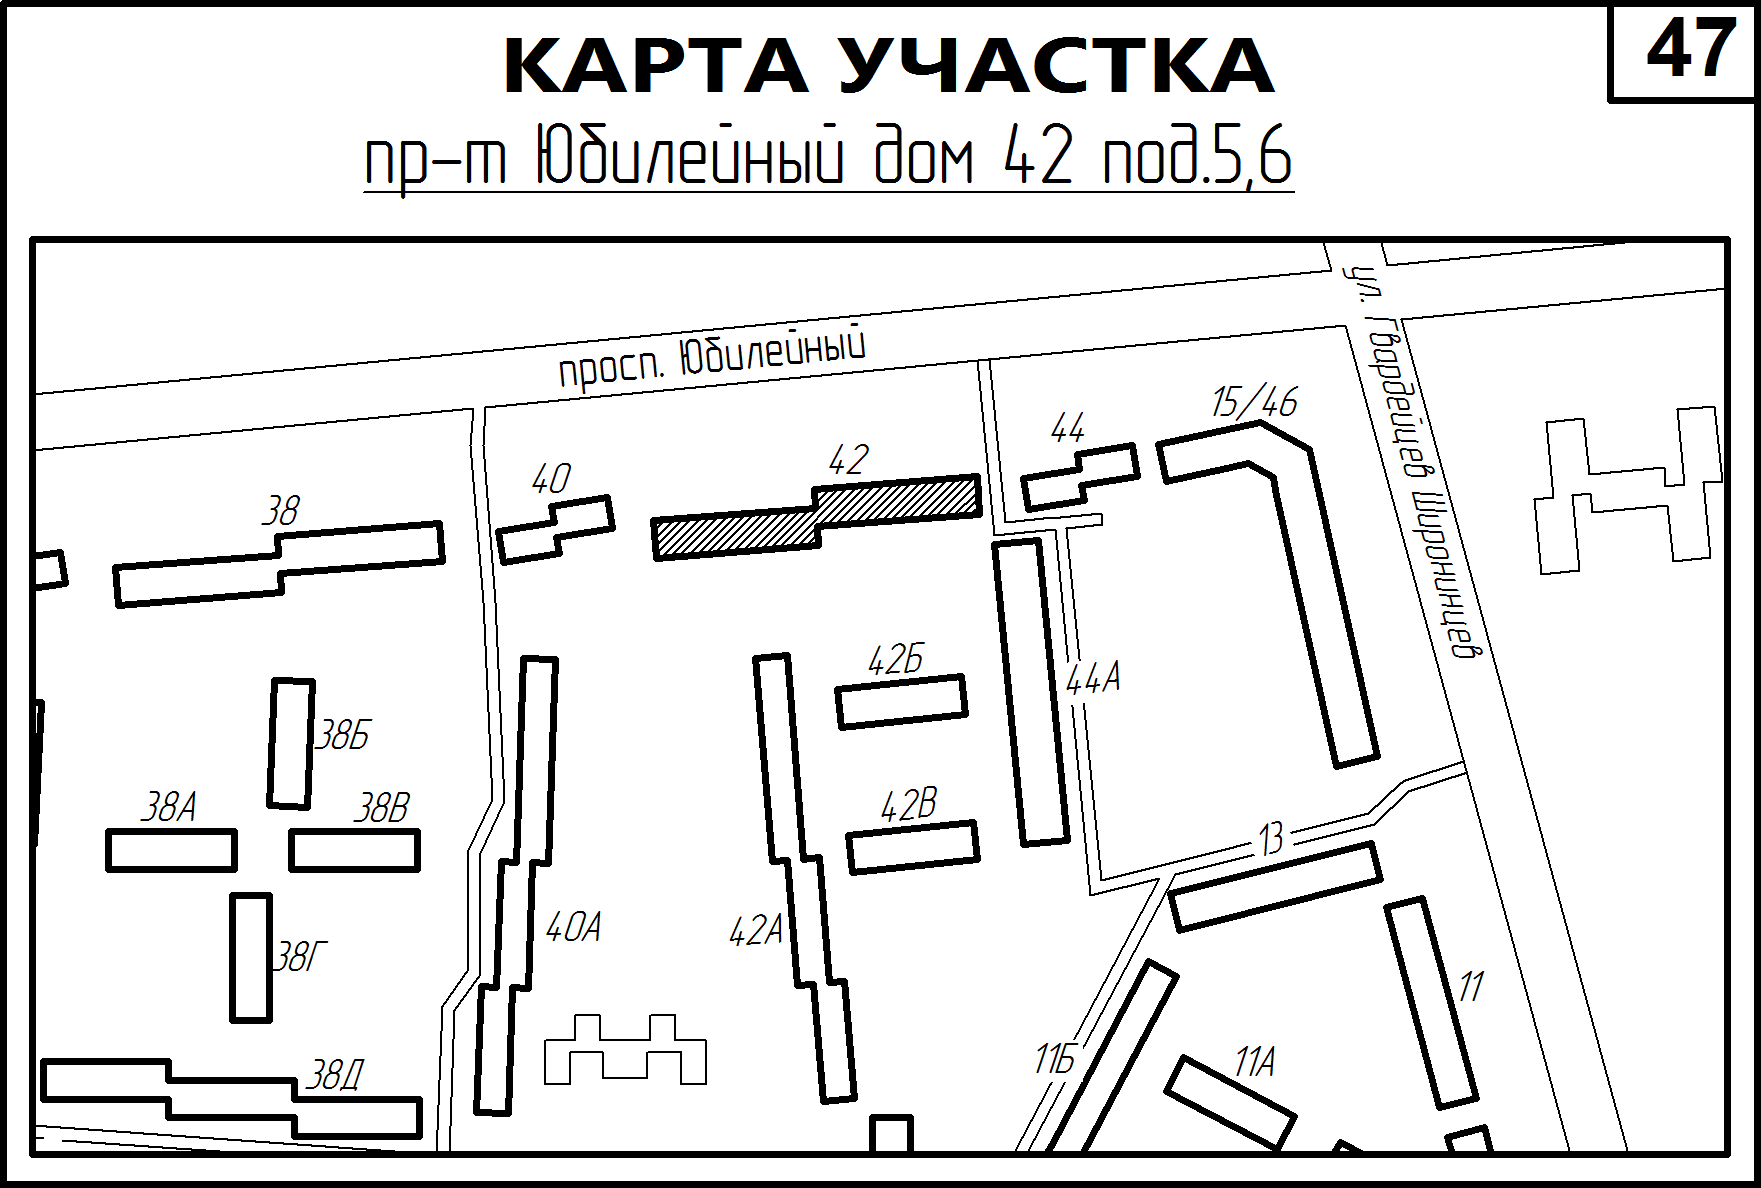 КАРТА УЧАСТКА
47
пр-т Юбилейный дом 42 под.5,6
просп. Юбилейный
ул. Гвардейцев Широнинцев
15/46
44
42
40
38
42Б
44А
38Б
38А
38В
42В
13
40А
42А
38Г
11
11Б
11А
38Д